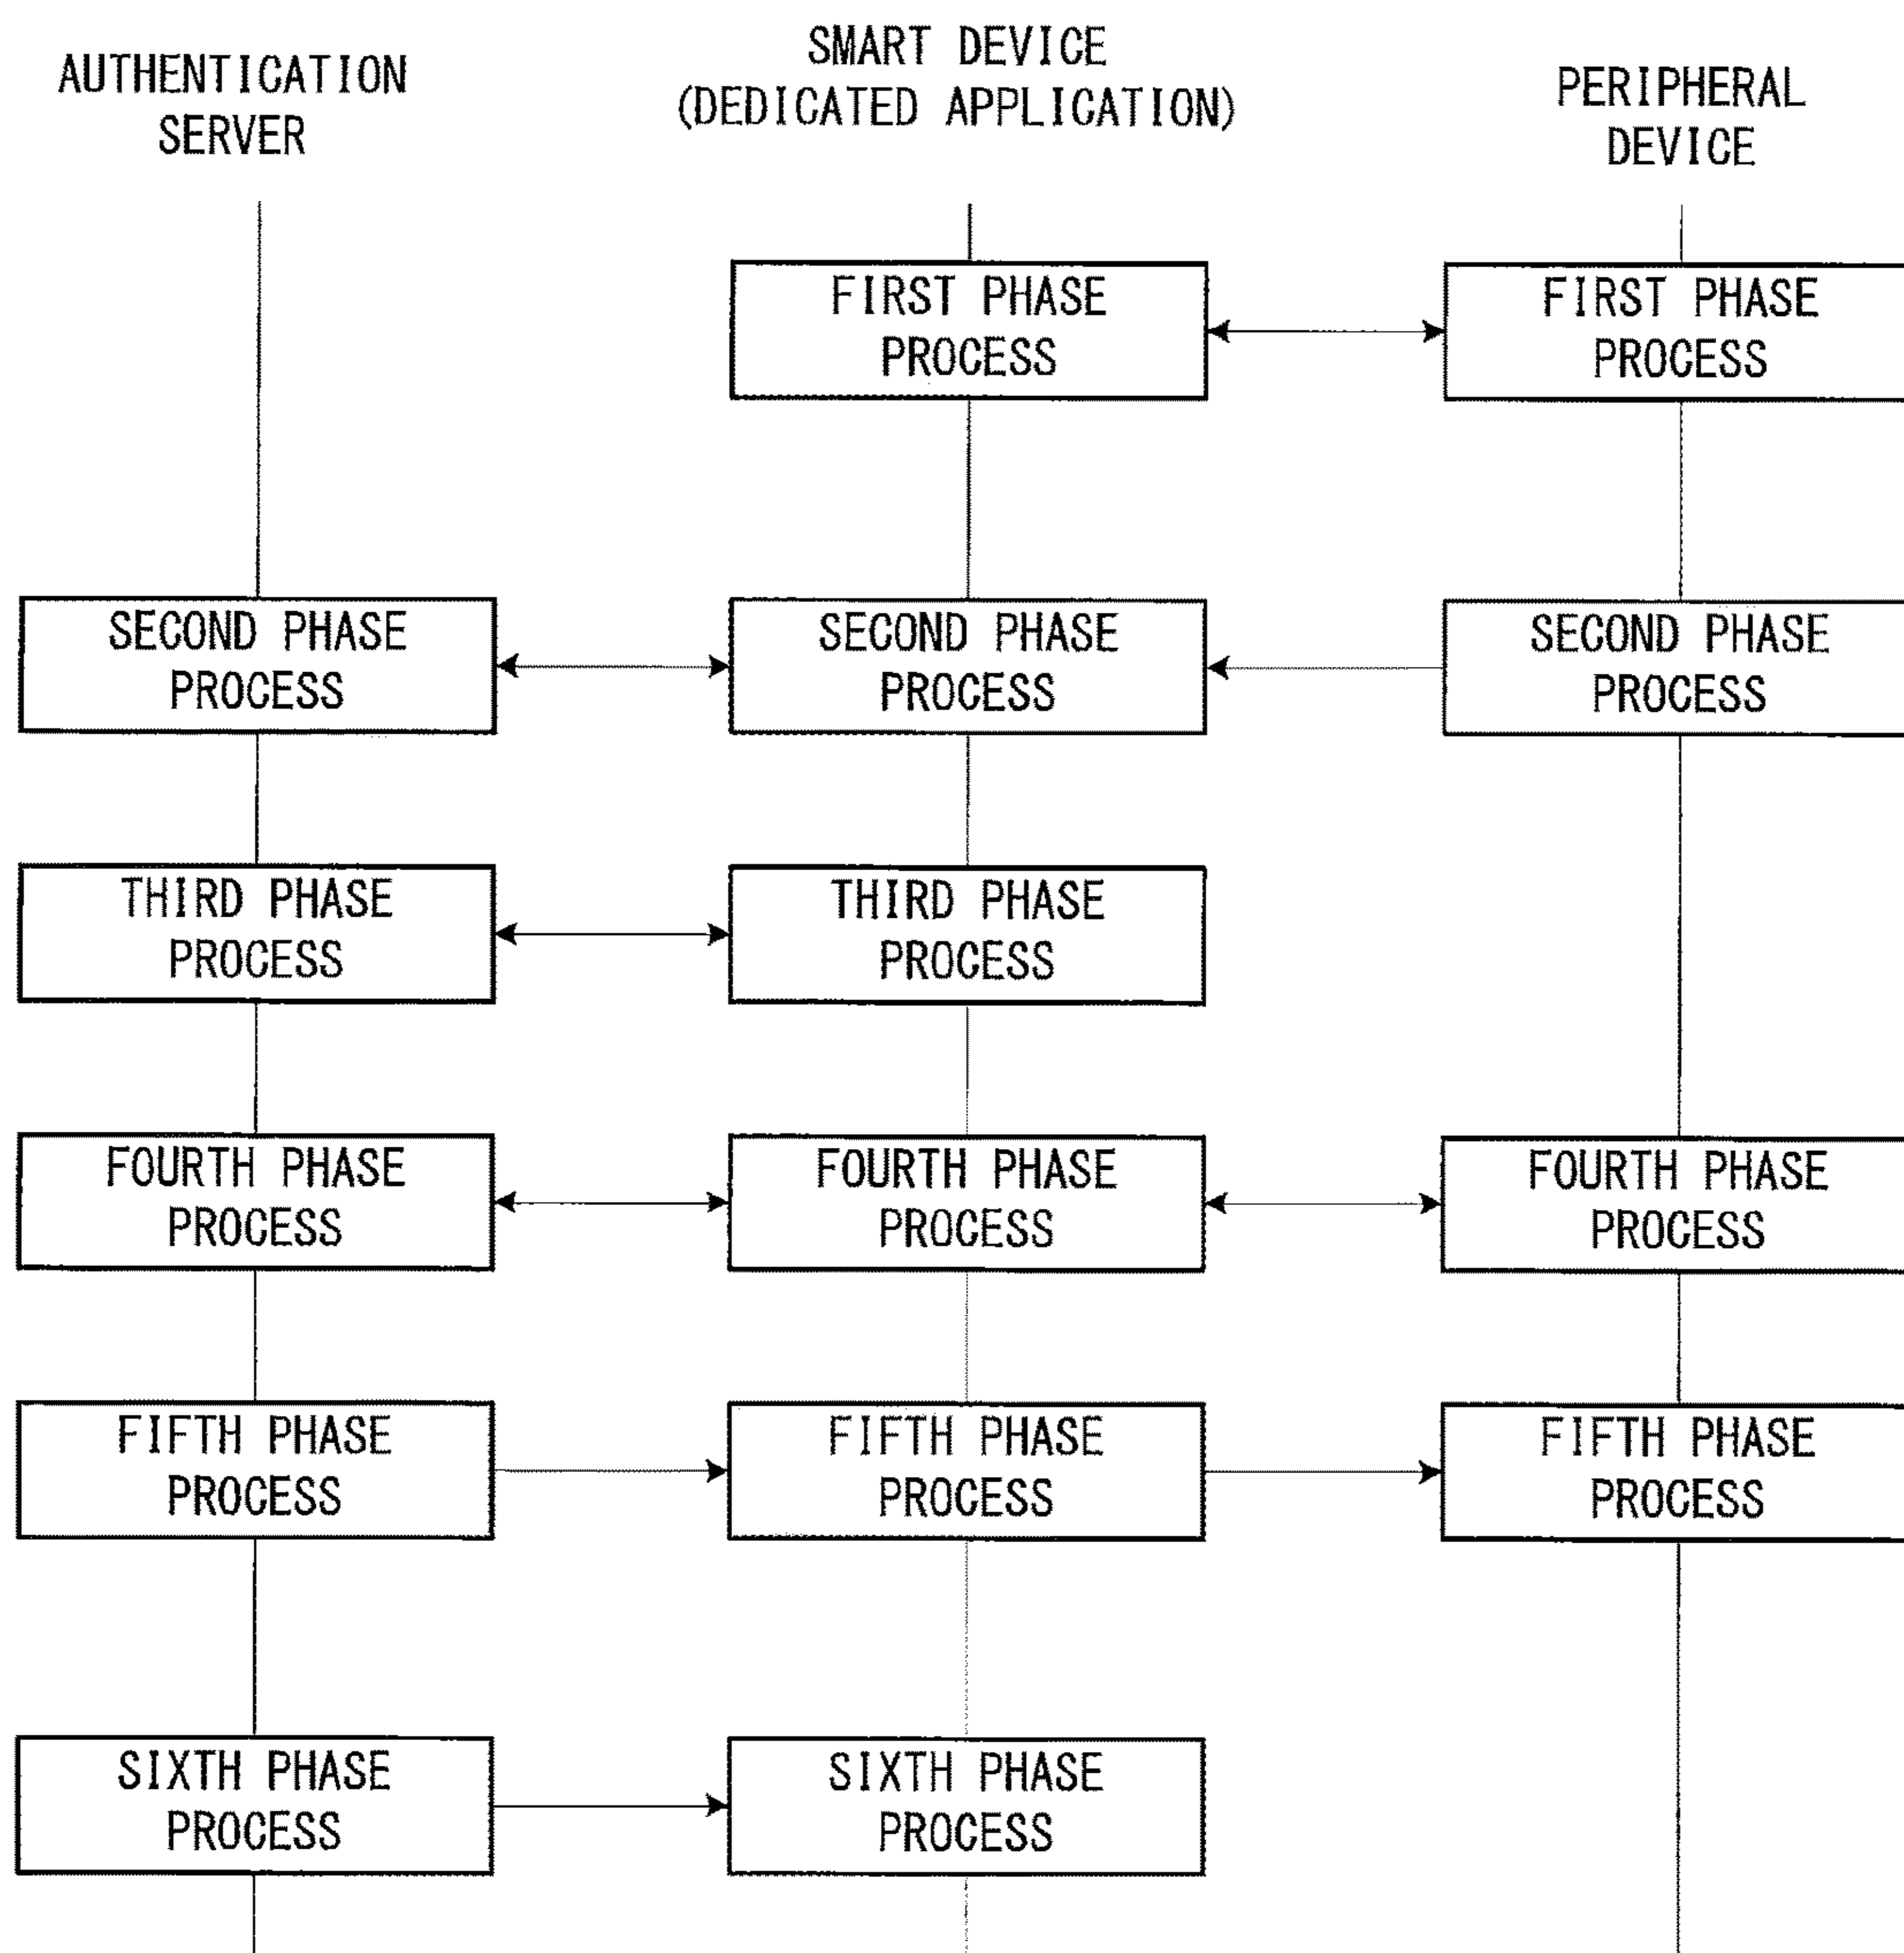 AUTHENTICATION
SERVER
SMART DEVICE
(DEDICATED APPLICATION)
PERIPHERAL
DEVICE
FIRST PHASE
PROCESS
FIRST PHASE
PROCESS
SECOND PHASE
PROCESS
SECOND PHASE
PROCESS
SECOND PHASE
PROCESS
THIRD PHASE
PROCESS
THIRD PHASE
PROCESS
FOURTH PHASE
PROCESS
FOURTH PHASE
PROCESS
FOURTH PHASE
PROCESS
FIFTH PHASE
PROCESS
FIFTH PHASE
PROCESS
FIFTH PHASE
PROCESS
SIXTH PHASE
PROCESS
SIXTH PHASE
PROCESS